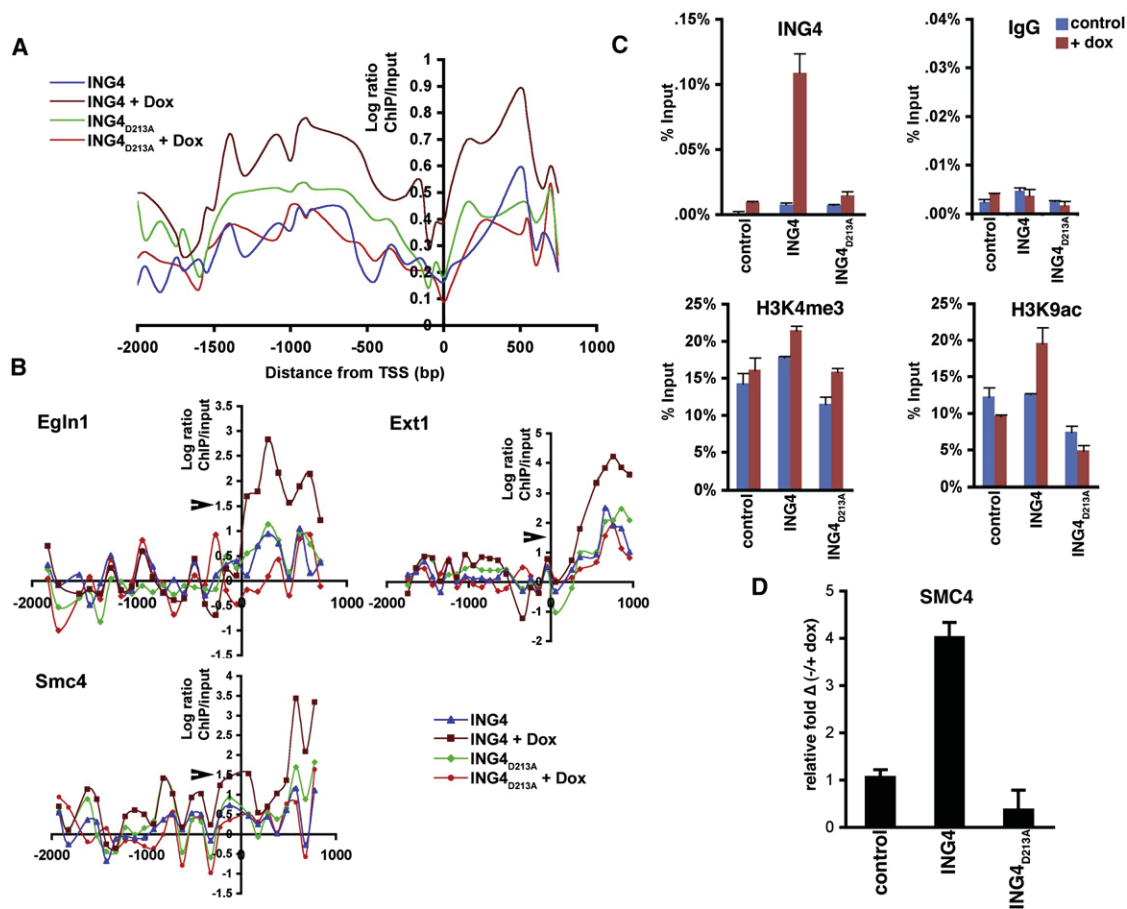 A
ING4
ING4 + Dox
ING4D213A
ING4D213A + Dox
Log ratio
ChIP/input
1
0.9
0.8
0.7
0.6
0.5
0.4
0.3
0.2
0.1
0
-2000 -1500 -1000 -500 0 500 1000
Distance from TSS (bp)
B
Egln1
Log ratio
ChIP/input
3.5
3
2.5
2
1.5
1
0.5
0
-0.5
-1
-1.5
-2000 -1000 0 1000
Ext1
Log ratio
ChIP/input
5
4
3
2
1
0
-1
-2
-2000 -1000 0 1000
Smc4
Log ratio
ChIP/input
4
3.5
3
2.5
2
1.5
1
0.5
0
-0.5
-1
-1.5
-2000 -1000 0 1000
ING4
ING4 + Dox
ING4D213A
ING4D213A + Dox
C
ING4
% Input
.15%
.10%
.05%
.00%
control
ING4
ING4D213A
IgG
control
+ dox
% Input
.04%
.03%
.02%
.01%
.00%
control
ING4
ING4D213A
H3K4me3
% Input
25%
20%
15%
10%
5%
0%
control
ING4
ING4D213A
H3K9ac
% Input
25%
20%
15%
10%
5%
0%
control
ING4
ING4D213A
D
SMC4
relative fold Δ (-/+ dox)
5
4
3
2
1
0
control
ING4
ING4D213A